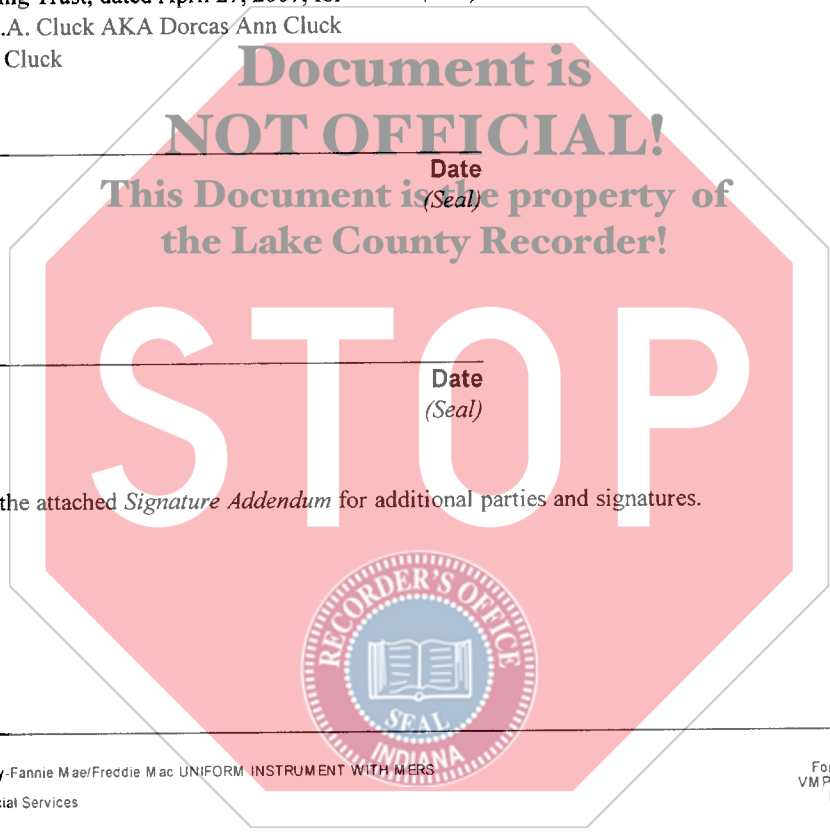 .A. Cluck AKA Dorcas Ann Cluck
Cluck
Document is
NOT OFFICIAL!
Date
This Document is the property of
(Seal)
the Lake County Recorder!
STOP
Date
(Seal)
the attached Signature Addendum for additional parties and signatures.
RECORDER'S OFFICE
SEAL
INDIANA
y-Fannie Mae/Freddie Mac UNIFORM INSTRUMENT WITH MERS
cial Services
VMP